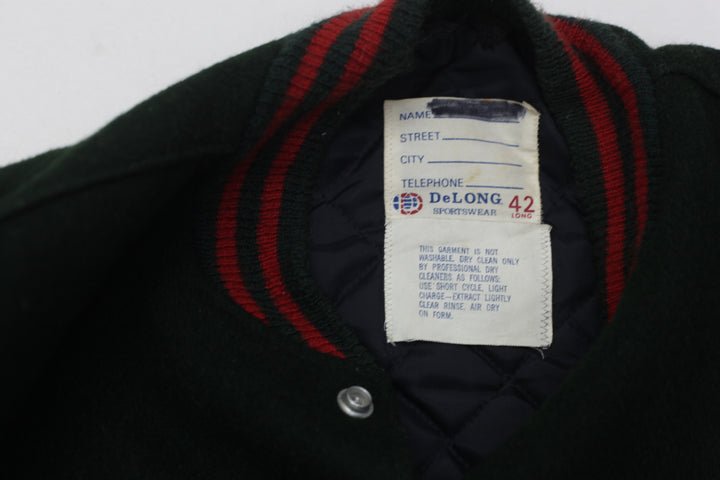 NAME
STREET
CITY
TELEPHONE
DeLONG 42
SPORTSWEAR LONG
THIS GARMENT IS NOT
WASHABLE. DRY CLEAN ONLY
BY PROFESSIONAL DRY
CLEANERS AS FOLLOWS:
USE SHORT CYCLE, LIGHT
CHARGE—EXTRACT LIGHTLY
CLEAR RINSE, AIR DRY
ON FORM.